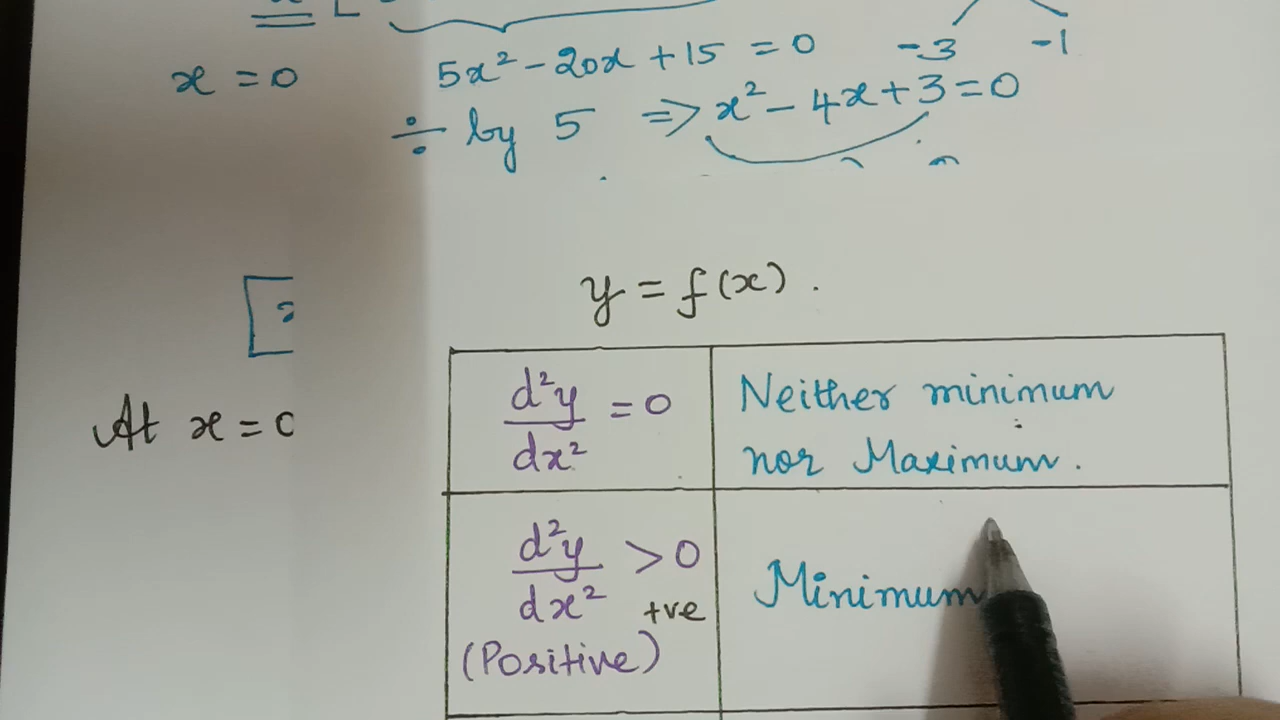 -3 -1
x = 0 5x² - 20x + 15 = 0
÷ by 5 ⇒ x² - 4x + 3 = 0
y = f(x).
d²y/dx² = 0 Neither minimum
nor Maximum.
At x = 0
d²y/dx² > 0 Minimum
+ve
(Positive)